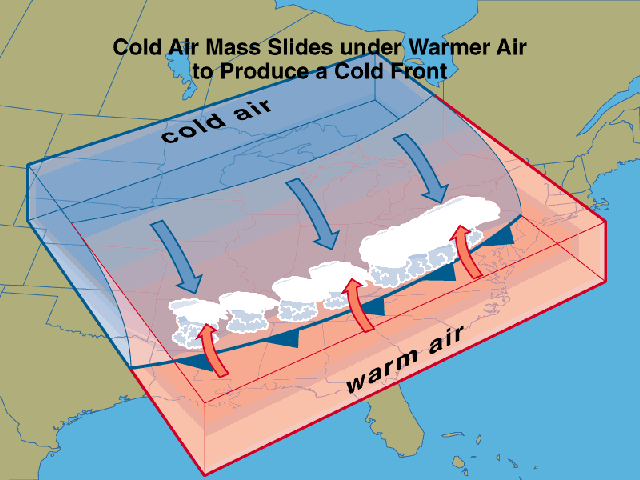 Cold Air Mass Slides under Warmer Air
to Produce a Cold Front
cold air
warm air